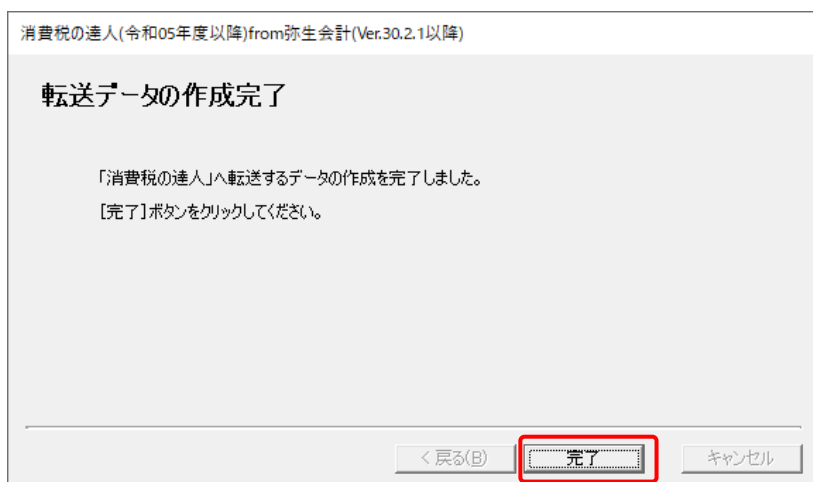 消費税の達人(令和05年度以降)from弥生会計(Ver.30.2.1以降)
転送データの作成完了
「消費税の達人」へ転送するデータの作成を完了しました。
[完了]ボタンをクリックしてください。
< 戻る(B)
完了
キャンセル